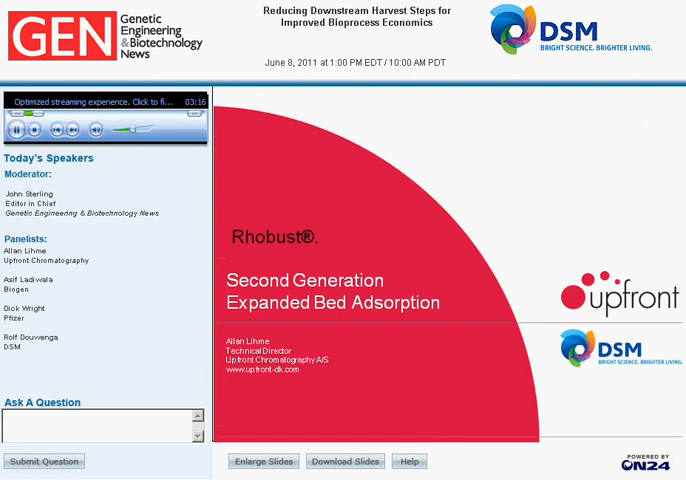 GEN
Genetic
Engineering
& Biotechnology
News
Reducing Downstream Harvest Steps for
Improved Bioprocess Economics
June 8, 2011 at 1:00 PM EDT / 10:00 AM PDT
DSM
BRIGHT SCIENCE. BRIGHTER LIVING.
Optimized streaming experience. Click to fi... 03:16
Today's Speakers
Moderator:
John Sterling
Editor in Chief
Genetic Engineering & Biotechnology News
Panelists:
Allan Lihme
Upfront Chromatography
Asif Ladiwala
Biogen
Dick Wright
Pfizer
Rolf Douwenga
DSM
Ask A Question
Submit Question
Rhobust®.
Second Generation
Expanded Bed Adsorption
Allan Lihme
Technical Director
Upfront Chromatography A/S
www.upfront-dk.com
upfront
DSM
BRIGHT SCIENCE. BRIGHTER LIVING.
Enlarge Slides
Download Slides
Help
POWERED BY
ON24